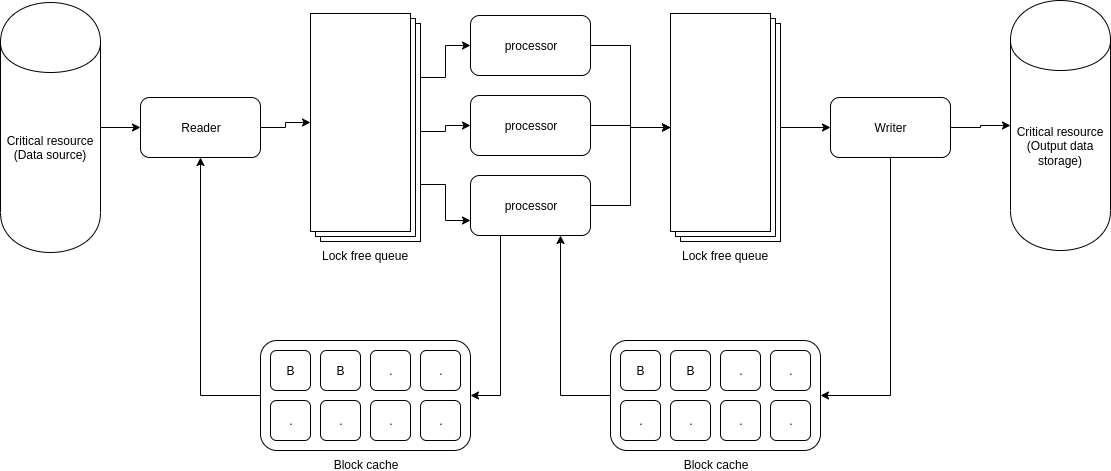 Critical resource
(Data source)
Reader
Lock free queue
processor
processor
processor
Lock free queue
Writer
Critical resource
(Output data
storage)
B B . .
. . . .
Block cache
B B . .
. . . .
Block cache